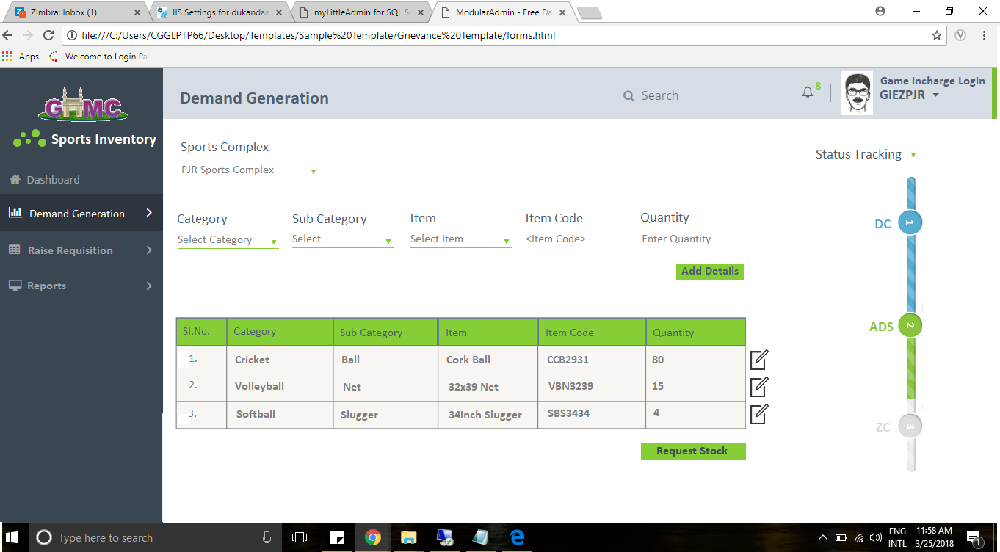 Zimbra: Inbox (1)
IIS Settings for dukandaa
myLittleAdmin for SQL Se
ModularAdmin - Free Da
file:///C:/Users/CGGLPTP66/Desktop/Templates/Sample%20Template/Grievance%20Template/forms.html
Apps
Welcome to Login Pa
GHMC
Sports Inventory
Dashboard
Demand Generation
Raise Requisition
Reports
Demand Generation
Search
8
Game Incharge Login
GIEZPJR
Sports Complex
PJR Sports Complex
Status Tracking
Category Sub Category Item Item Code Quantity
Select Category Select Select Item <Item Code> Enter Quantity
Add Details
Sl.No. Category Sub Category Item Item Code Quantity
1. Cricket Ball Cork Ball CCB2931 80
2. Volleyball Net 32x39 Net VBN3239 15
3. Softball Slugger 34Inch Slugger SBS3434 4
Request Stock
DC 1
ADS 2
ZC 3
Type here to search
ENG
INTL
11:58 AM
3/25/2018
1